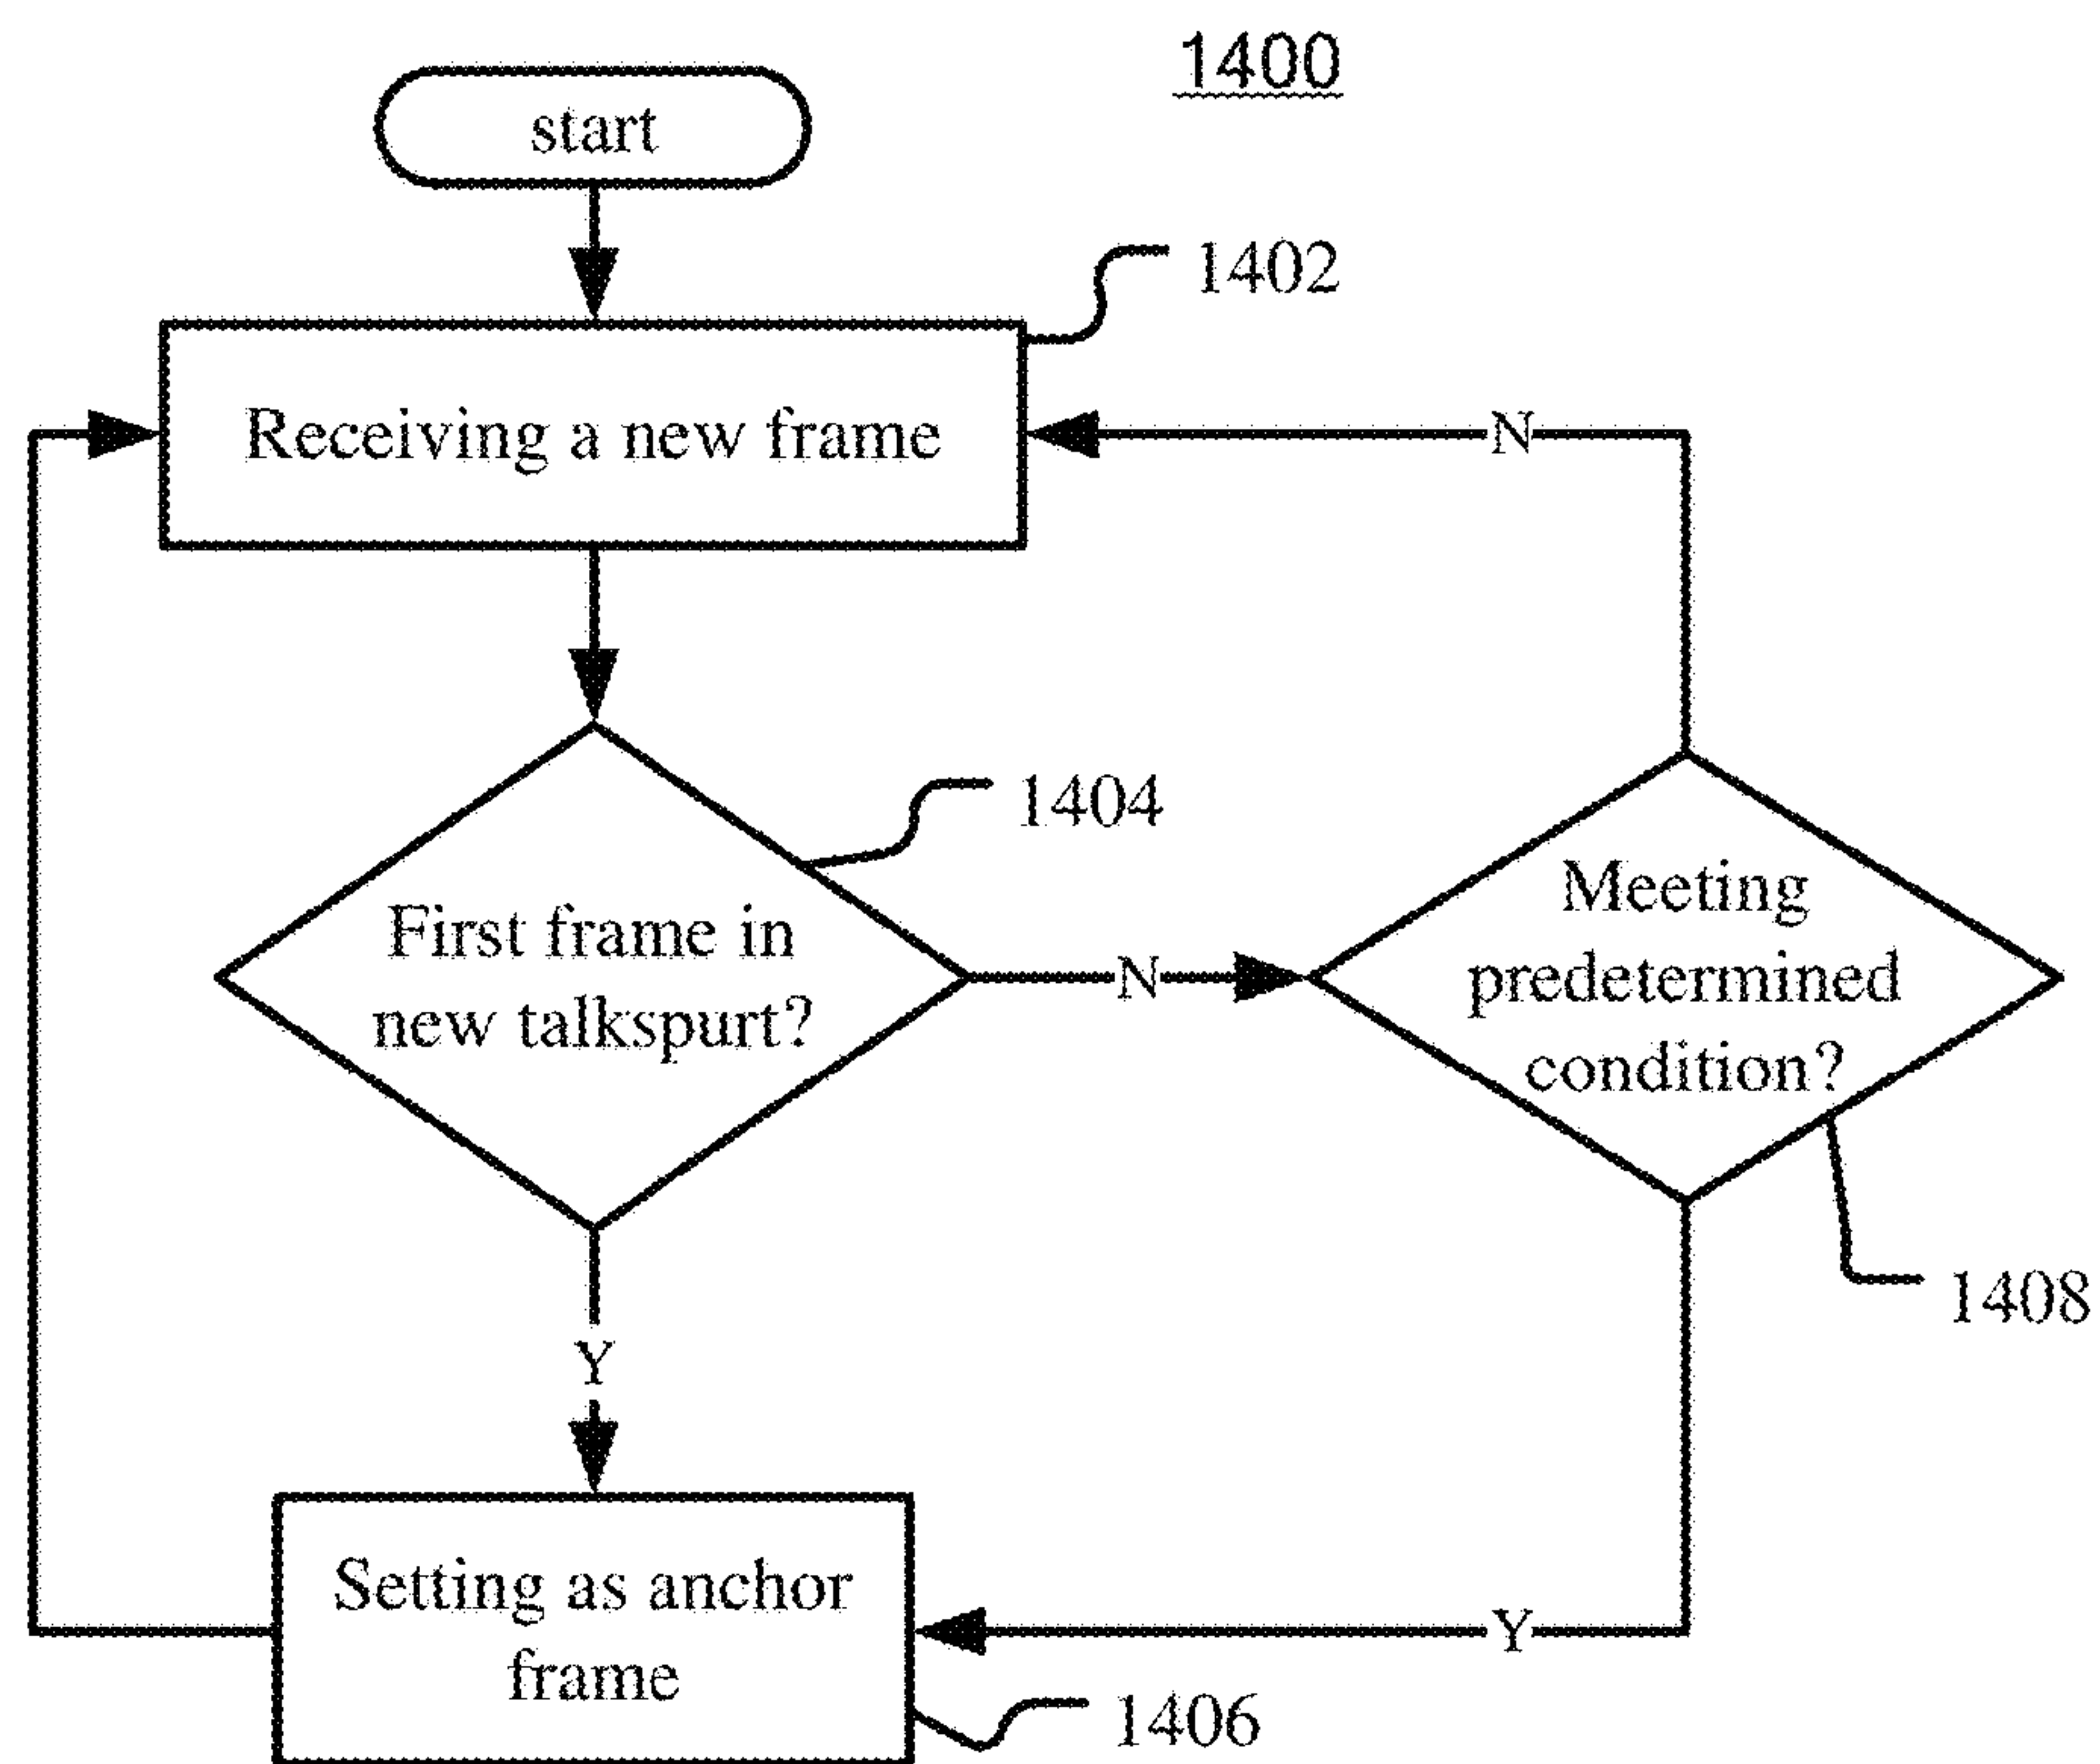 1400
start
1402
Receiving a new frame
N
1404
First frame in
new talkspurt?
N
Meeting
predetermined
condition?
1408
Y
Setting as anchor
frame
Y
1406